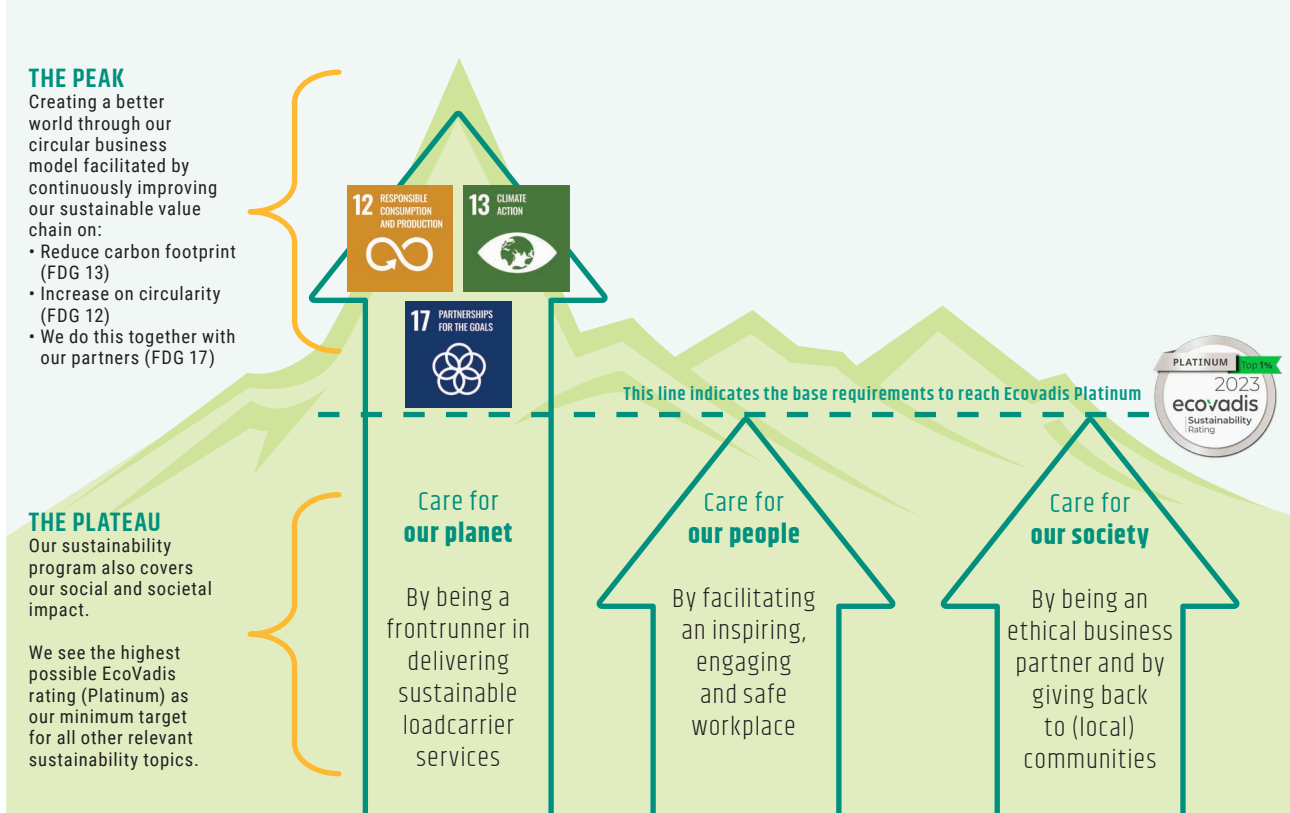 THE PEAK
Creating a better
world through our
circular business
model facilitated by
continuously improving
our sustainable value
chain on:
• Reduce carbon footprint
(FDG 13)
• Increase on circularity
(FDG 12)
• We do this together with
our partners (FDG 17)
12 RESPONSIBLE
CONSUMPTION
AND PRODUCTION
13 CLIMATE
ACTION
17 PARTNERSHIPS
FOR THE GOALS
This line indicates the base requirements to reach Ecovadis Platinum
PLATINUM Top 1%
2023
ecovadis
Sustainability
Rating
THE PLATEAU
Our sustainability
program also covers
our social and societal
impact.
We see the highest
possible EcoVadis
rating (Platinum) as
our minimum target
for all other relevant
sustainability topics.
Care for
our planet
By being a
frontrunner in
delivering
sustainable
loadcarrier
services
Care for
our people
By facilitating
an inspiring,
engaging
and safe
workplace
Care for
our society
By being an
ethical business
partner and by
giving back
to (local)
communities